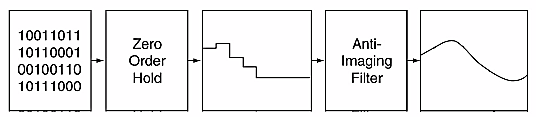 10011011
10110001
00100110
10111000
Zero
Order
Hold
Anti-
Imaging
Filter